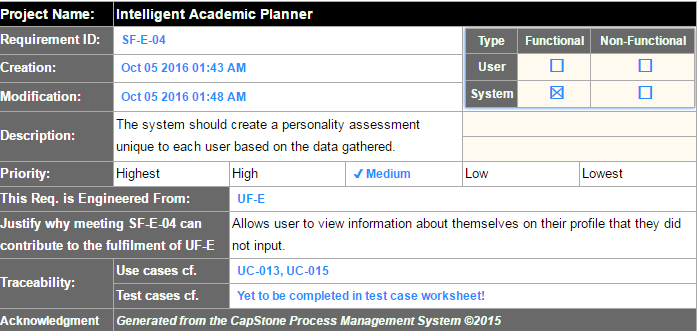 Project Name: Intelligent Academic Planner
Requirement ID: SF-E-04
Type Functional Non-Functional
Creation: Oct 05 2016 01:43 AM
User
Modification: Oct 05 2016 01:48 AM
System
Description: The system should create a personality assessment
unique to each user based on the data gathered.
Priority: Highest High ✔Medium Low Lowest
This Req. is Engineered From: UF-E
Justify why meeting SF-E-04 can
contribute to the fulfilment of UF-E
Allows user to view information about themselves on their profile that they did
not input.
Traceability:
Use cases cf. UC-013, UC-015
Test cases cf. Yet to be completed in test case worksheet!
Acknowledgment Generated from the CapStone Process Management System ©2015